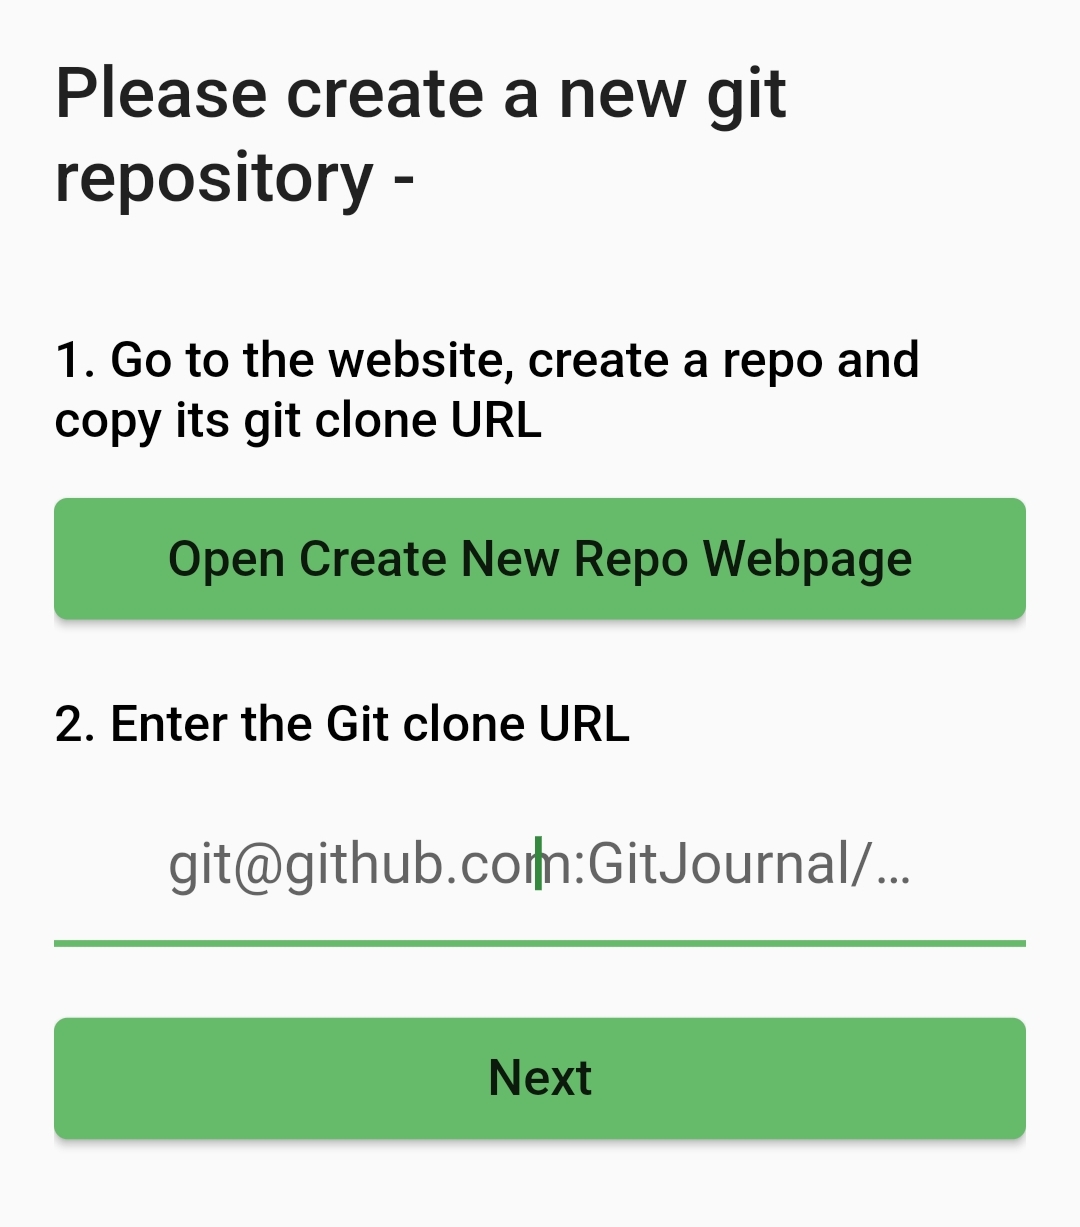 Please create a new git
repository -
1. Go to the website, create a repo and
copy its git clone URL
Open Create New Repo Webpage
2. Enter the Git clone URL
git@github.com:GitJournal/...
Next